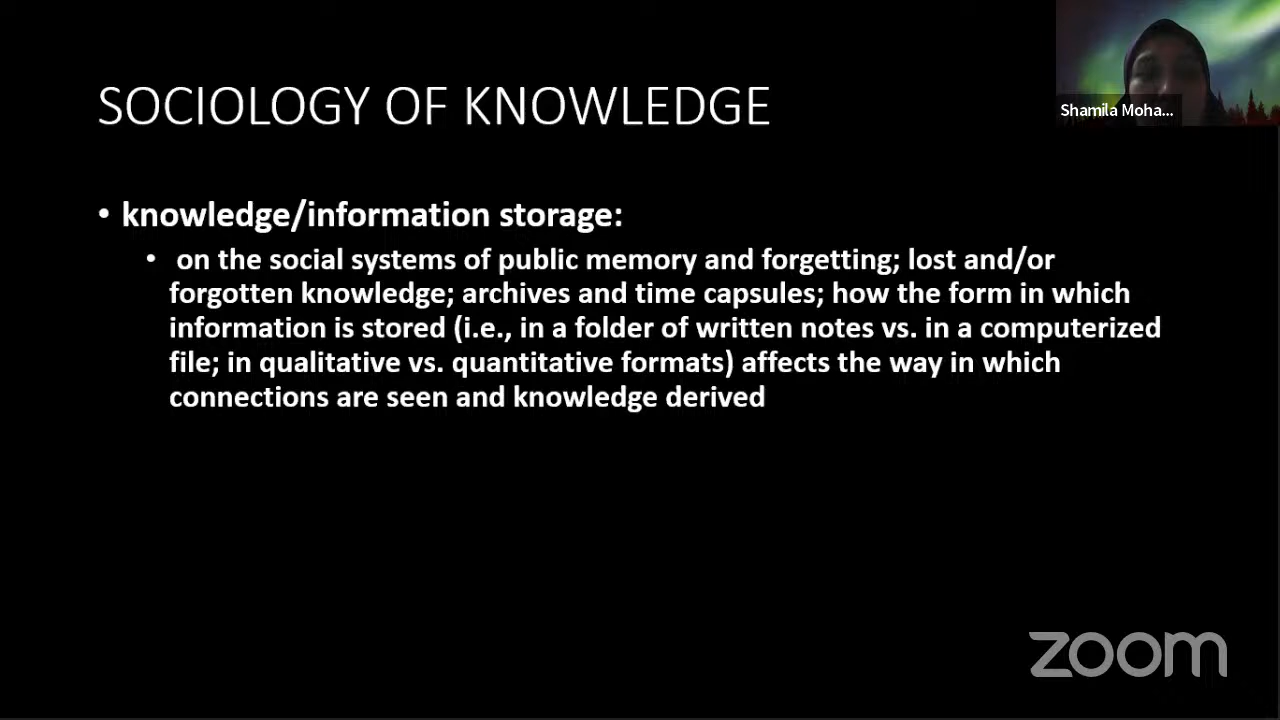 SOCIOLOGY OF KNOWLEDGE
Shamila Moha...
• knowledge/information storage:
• on the social systems of public memory and forgetting; lost and/or
forgotten knowledge; archives and time capsules; how the form in which
information is stored (i.e., in a folder of written notes vs. in a computerized
file; in qualitative vs. quantitative formats) affects the way in which
connections are seen and knowledge derived
zoom